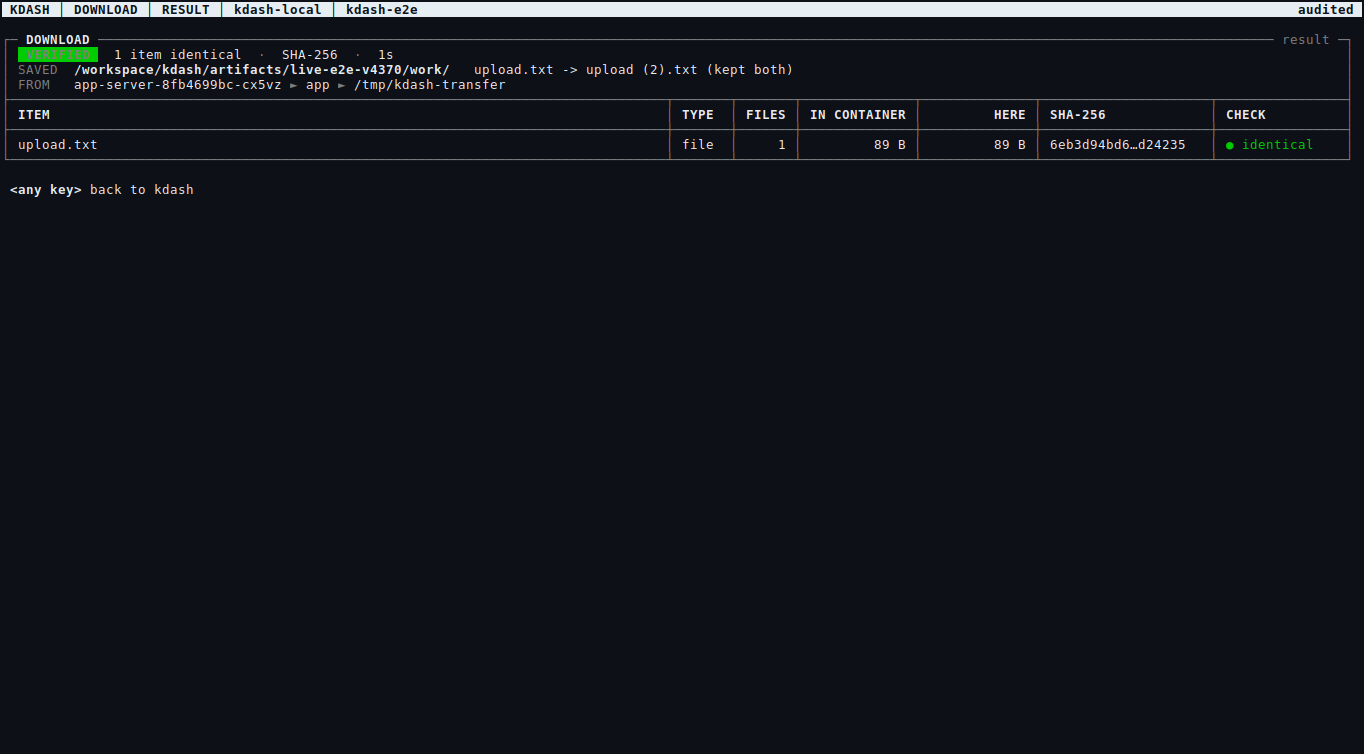 KDASH │ DOWNLOAD │ RESULT │ kdash-local │ kdash-e2e audited
DOWNLOAD result
VERIFIED 1 item identical · SHA-256 · 1s
SAVED /workspace/kdash/artifacts/live-e2e-v4370/work/ upload.txt -> upload (2).txt (kept both)
FROM app-server-8fb4699bc-cx5vz ► app ► /tmp/kdash-transfer
ITEM │ TYPE │ FILES │ IN CONTAINER │ HERE │ SHA-256 │ CHECK
upload.txt │ file │ 1 │ 89 B │ 89 B │ 6eb3d94bd6…d24235 │ ● identical
<any key> back to kdash